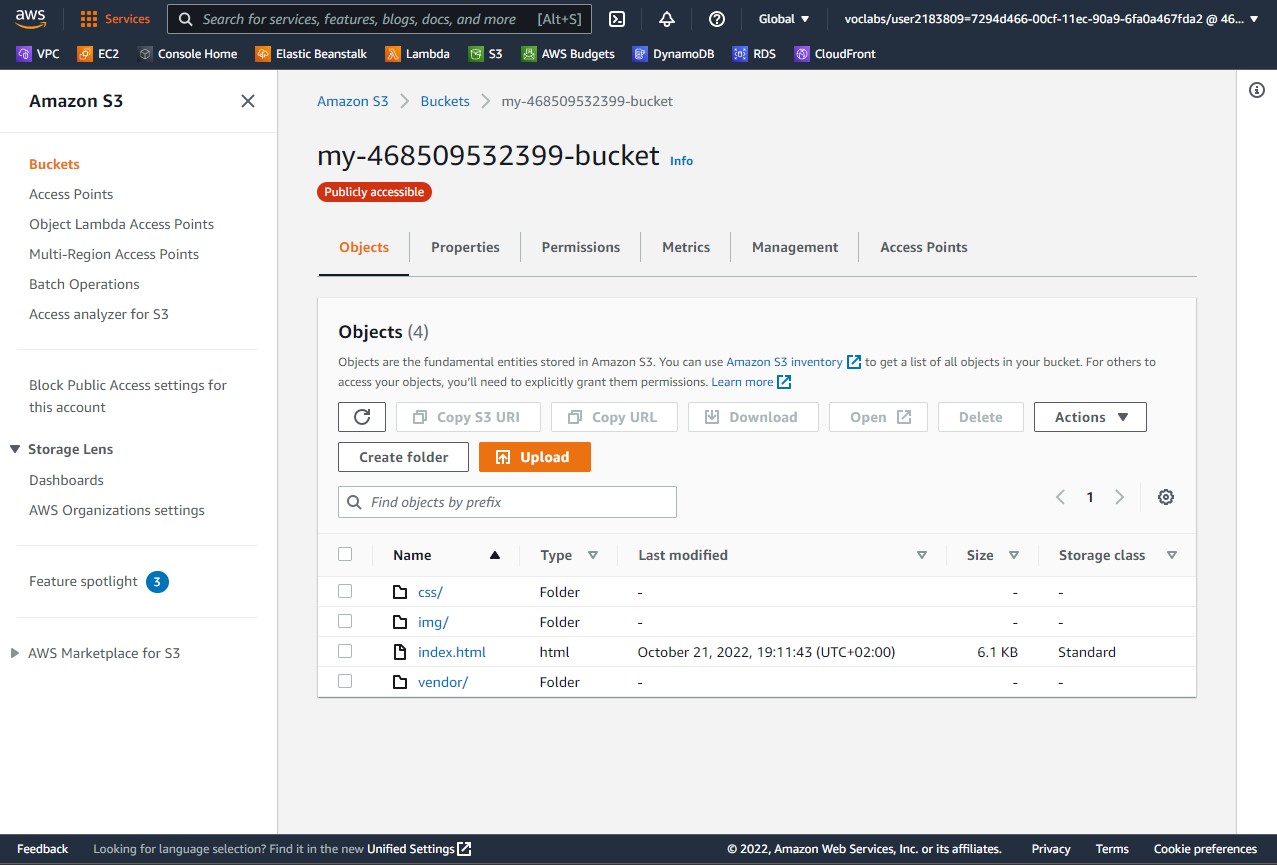 aws
Services
Search for services, features, blogs, docs, and more [Alt+S]
Global
voclabs/user2183809=7294d466-00cf-11ec-90a9-6fa0a467fda2 @ 46...
VPC EC2 Console Home Elastic Beanstalk Lambda S3 AWS Budgets DynamoDB RDS CloudFront
Amazon S3
Buckets
Access Points
Object Lambda Access Points
Multi-Region Access Points
Batch Operations
Access analyzer for S3
Block Public Access settings for
this account
Storage Lens
Dashboards
AWS Organizations settings
Feature spotlight 3
AWS Marketplace for S3
Amazon S3 Buckets my-468509532399-bucket
my-468509532399-bucket Info
Publicly accessible
Objects Properties Permissions Metrics Management Access Points
Objects (4)
Objects are the fundamental entities stored in Amazon S3. You can use Amazon S3 inventory to get a list of all objects in your bucket. For others to
access your objects, you'll need to explicitly grant them permissions. Learn more
Copy S3 URI Copy URL Download Open Delete Actions
Create folder Upload
Find objects by prefix
1
Name Type Last modified Size Storage class
css/ Folder - - -
img/ Folder - - -
index.html html October 21, 2022, 19:11:43 (UTC+02:00) 6.1 KB Standard
vendor/ Folder - - -
Feedback Looking for language selection? Find it in the new Unified Settings
© 2022, Amazon Web Services, Inc. or its affiliates. Privacy Terms Cookie preferences